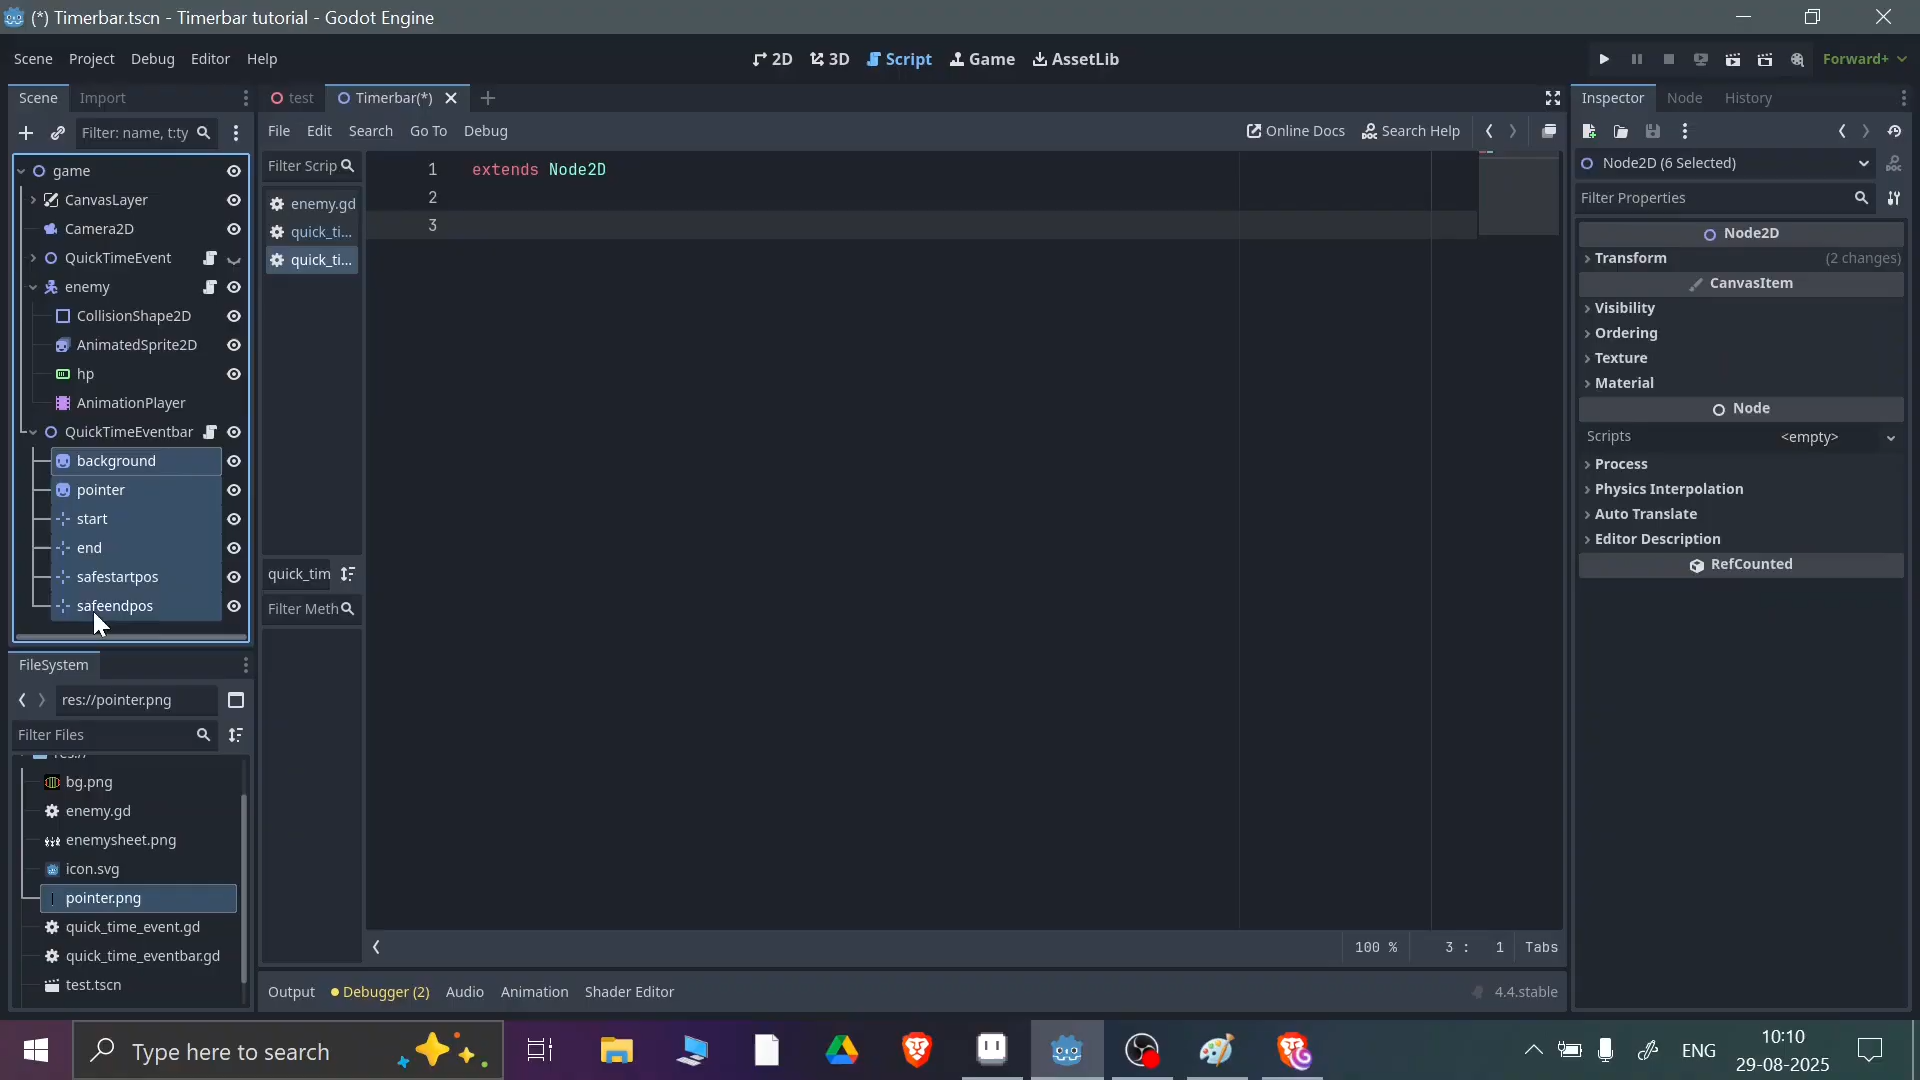 (*) Timerbar.tscn - Timerbar tutorial - Godot Engine
Scene Project Debug Editor Help
2D 3D Script Game AssetLib
Forward+
Scene Import
test Timerbar(*)
Inspector Node History
Filter: name, t:ty
File Edit Search Go To Debug
Online Docs Search Help
game
CanvasLayer
Camera2D
QuickTimeEvent
enemy
CollisionShape2D
AnimatedSprite2D
hp
AnimationPlayer
QuickTimeEventbar
background
pointer
start
end
safestartpos
safeendpos
Filter Scrip
enemy.gd
quick_ti...
quick_ti...
quick_tim
Filter Meth
1 extends Node2D
2
3
100 % 3 : 1 Tabs
Node2D (6 Selected)
Filter Properties
Node2D
Transform (2 changes)
CanvasItem
Visibility
Ordering
Texture
Material
Node
Scripts <empty>
Process
Physics Interpolation
Auto Translate
Editor Description
RefCounted
FileSystem
res://pointer.png
Filter Files
bg.png
enemy.gd
enemysheet.png
icon.svg
pointer.png
quick_time_event.gd
quick_time_eventbar.gd
test.tscn
Output Debugger (2) Audio Animation Shader Editor
4.4.stable
Type here to search
ENG
10:10
29-08-2025